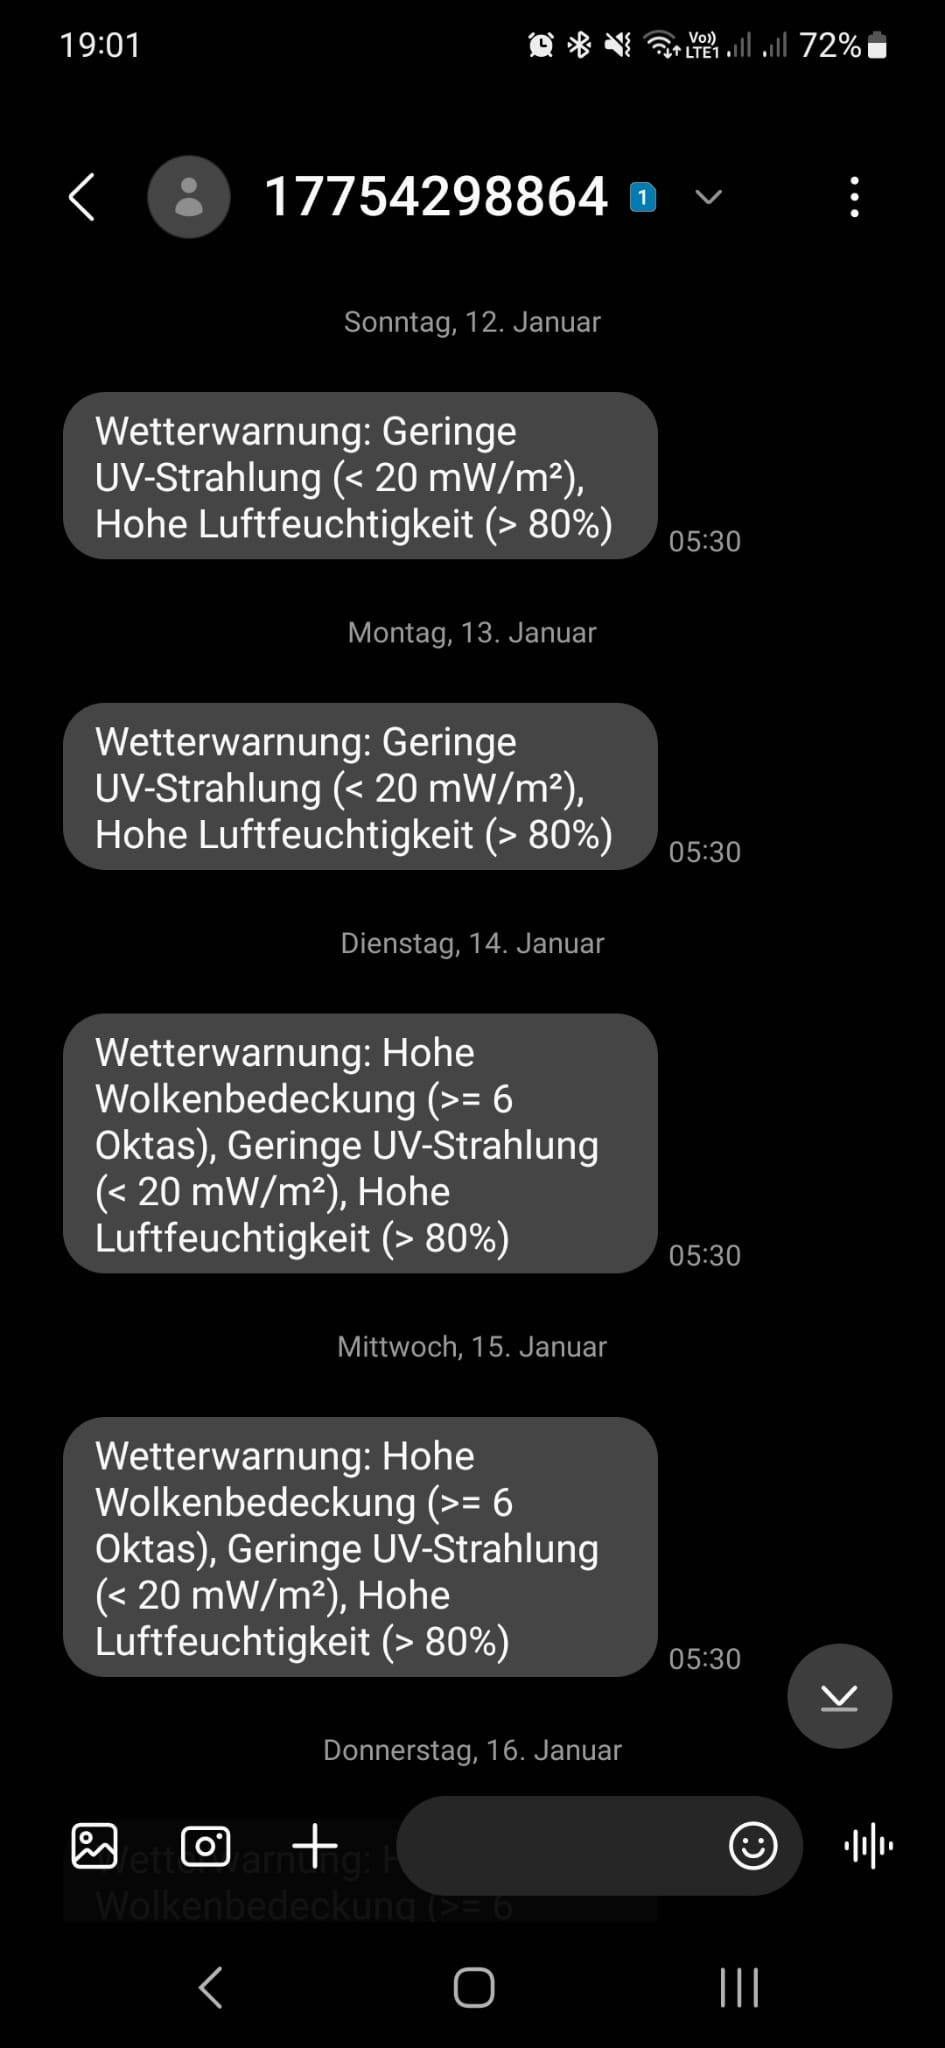 19:01
Vo))
LTE1
72%
17754298864
1
Sonntag, 12. Januar
Wetterwarnung: Geringe
UV-Strahlung (< 20 mW/m²),
Hohe Luftfeuchtigkeit (> 80%)
05:30
Montag, 13. Januar
Wetterwarnung: Geringe
UV-Strahlung (< 20 mW/m²),
Hohe Luftfeuchtigkeit (> 80%)
05:30
Dienstag, 14. Januar
Wetterwarnung: Hohe
Wolkenbedeckung (>= 6
Oktas), Geringe UV-Strahlung
(< 20 mW/m²), Hohe
Luftfeuchtigkeit (> 80%)
05:30
Mittwoch, 15. Januar
Wetterwarnung: Hohe
Wolkenbedeckung (>= 6
Oktas), Geringe UV-Strahlung
(< 20 mW/m²), Hohe
Luftfeuchtigkeit (> 80%)
05:30
Donnerstag, 16. Januar
Wetterwarnung: H
Wolkenbedeckung (>= 6